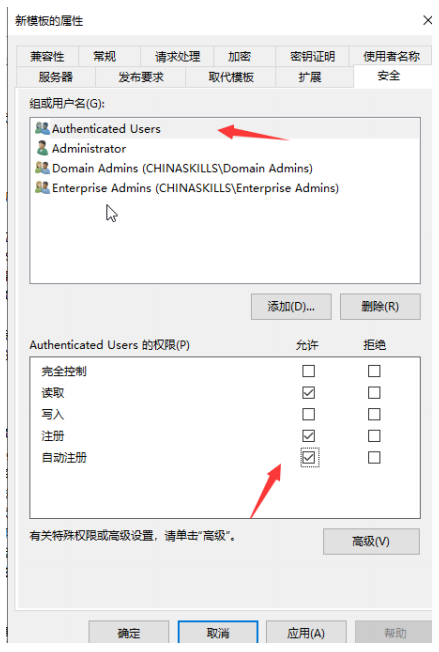 新模板的属性
兼容性 常规 请求处理 加密 密钥证明 使用者名称
服务器 发布要求 取代模板 扩展 安全
组或用户名(G):
Authenticated Users
Administrator
Domain Admins (CHINASKILLS\Domain Admins)
Enterprise Admins (CHINASKILLS\Enterprise Admins)
添加(D)... 删除(R)
Authenticated Users 的权限(P) 允许 拒绝
完全控制
读取
写入
注册
自动注册
有关特殊权限或高级设置，请单击“高级”。 高级(V)
确定 取消 应用(A) 帮助